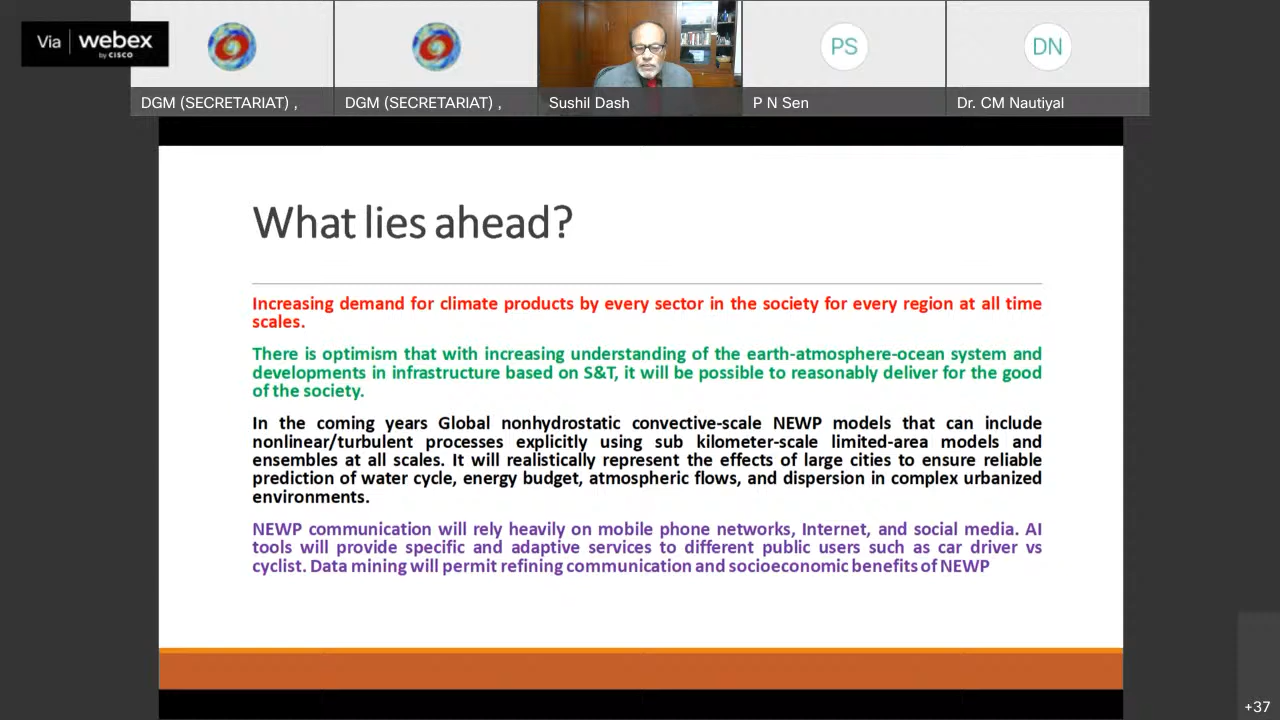 Via webex
by CISCO
DGM (SECRETARIAT) ,
DGM (SECRETARIAT) ,
Sushil Dash
PS
P N Sen
DN
Dr. CM Nautiyal
What lies ahead?
Increasing demand for climate products by every sector in the society for every region at all time
scales.
There is optimism that with increasing understanding of the earth-atmosphere-ocean system and
developments in infrastructure based on S&T, it will be possible to reasonably deliver for the good
of the society.
In the coming years Global nonhydrostatic convective-scale NEWP models that can include
nonlinear/turbulent processes explicitly using sub kilometer-scale limited-area models and
ensembles at all scales. It will realistically represent the effects of large cities to ensure reliable
prediction of water cycle, energy budget, atmospheric flows, and dispersion in complex urbanized
environments.
NEWP communication will rely heavily on mobile phone networks, Internet, and social media. AI
tools will provide specific and adaptive services to different public users such as car driver vs
cyclist. Data mining will permit refining communication and socioeconomic benefits of NEWP
+37